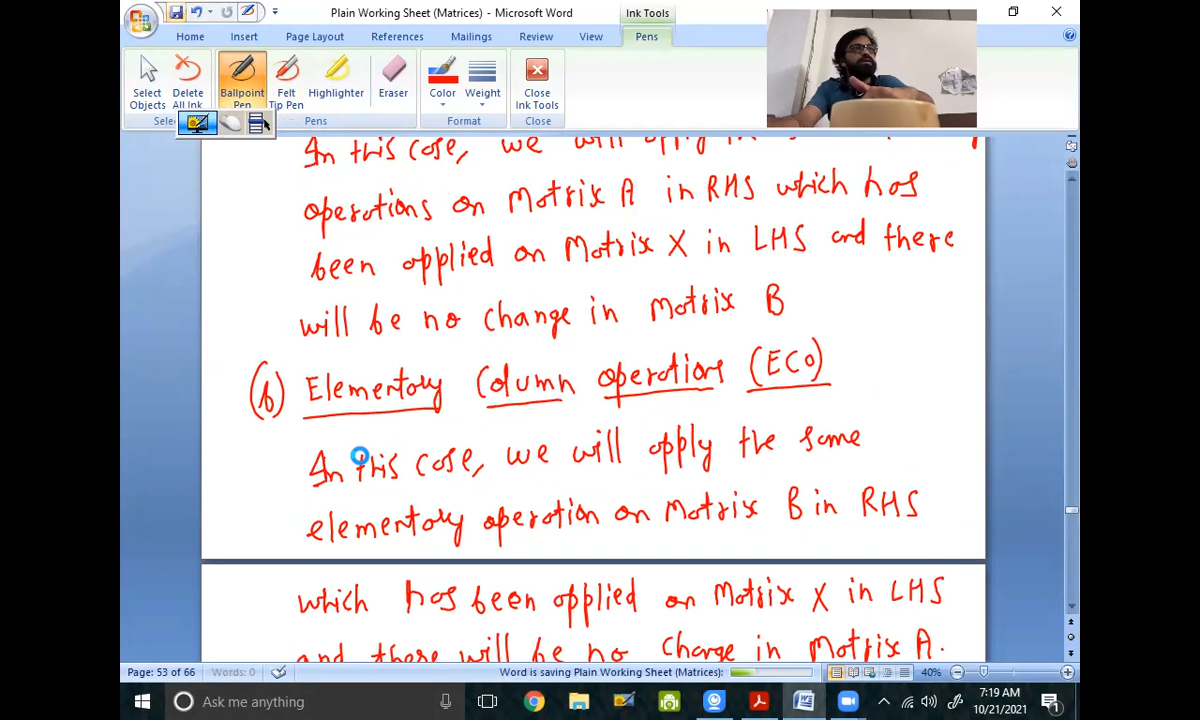 Plain Working Sheet (Matrices) - Microsoft Word
Ink Tools
Home Insert Page Layout References Mailings Review View Pens
Select Objects
Delete All Ink
Ballpoint Pen
Felt Tip Pen
Highlighter
Eraser
Color
Weight
Close Ink Tools
Pens
Format
Close
In this case, we will apply
operations on Matrix A in RHS which has
been applied on Matrix X in LHS and there
will be no change in Matrix B
(b) Elementary Column operations (ECO)
In this case, we will apply the same
elementary operation on Matrix B in RHS
which has been applied on Matrix X in LHS
and there will be no change in Matrix A.
Page: 53 of 66 Words: 0 Word is saving Plain Working Sheet (Matrices): 40%
Ask me anything
7:19 AM
10/21/2021
1